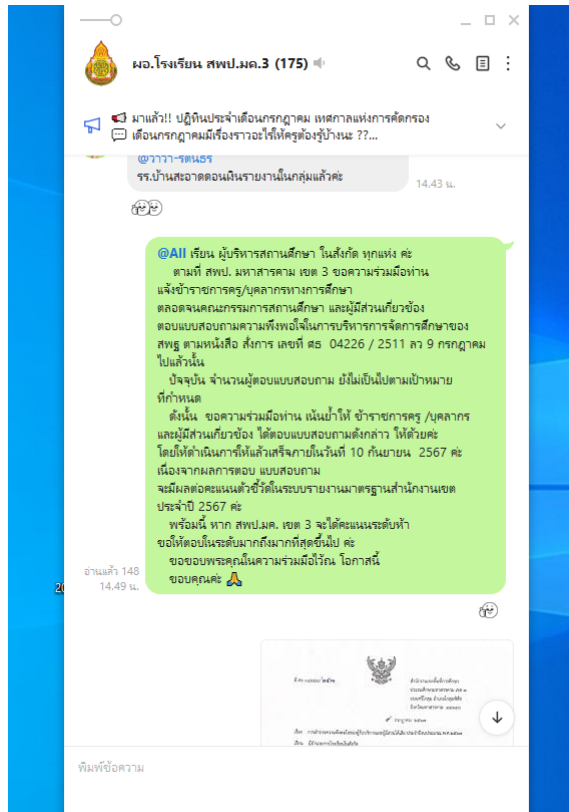 ผอ.โรงเรียน สพป.มค.3 (175)
มาแล้ว!! ปฏิทินประจำเดือนกรกฎาคม เทศกาลแห่งการคัดกรอง
เดือนกรกฎาคมมีเรื่องราวอะไรให้ครูต้องรู้บ้างนะ ??...
@วาวา-รัตนธร
รร.บ้านสะอาดดอนเงินรายงานในกลุ่มแล้วค่ะ
14.43 น.
@All เรียน ผู้บริหารสถานศึกษา ในสังกัด ทุกแห่ง ค่ะ
ตามที่ สพป. มหาสารคาม เขต 3 ขอความร่วมมือท่าน
แจ้งข้าราชการครู/บุคลากรทางการศึกษา
ตลอดจนคณะกรรมการสถานศึกษา และผู้มีส่วนเกี่ยวข้อง
ตอบแบบสอบถามความพึงพอใจในการบริหารการจัดการศึกษาของ
สพฐ ตามหนังสือ สั่งการ เลขที่ ศธ 04226 / 2511 ลว 9 กรกฎาคม
ไปแล้วนั้น
ปัจจุบัน จำนวนผู้ตอบแบบสอบถาม ยังไม่เป็นไปตามเป้าหมาย
ที่กำหนด
ดังนั้น ขอความร่วมมือท่าน เน้นย้ำให้ ข้าราชการครู /บุคลากร
และผู้มีส่วนเกี่ยวข้อง ได้ตอบแบบสอบถามดังกล่าว ให้ด้วยค่ะ
โดยให้ดำเนินการให้แล้วเสร็จภายในวันที่ 10 กันยายน 2567 ค่ะ
เนื่องจากผลการตอบ แบบสอบถาม
จะมีผลต่อคะแนนตัวชี้วัดในระบบรายงานมาตรฐานสำนักงานเขต
ประจำปี 2567 ค่ะ
พร้อมนี้ หาก สพป.มค. เขต 3 จะได้คะแนนระดับห้า
ขอให้ตอบในระดับมากถึงมากที่สุดขึ้นไป ค่ะ
ขอขอบพระคุณในความร่วมมือไว้ณ โอกาสนี้
ขอบคุณค่ะ
อ่านแล้ว 148
14.49 น.
พิมพ์ข้อความ